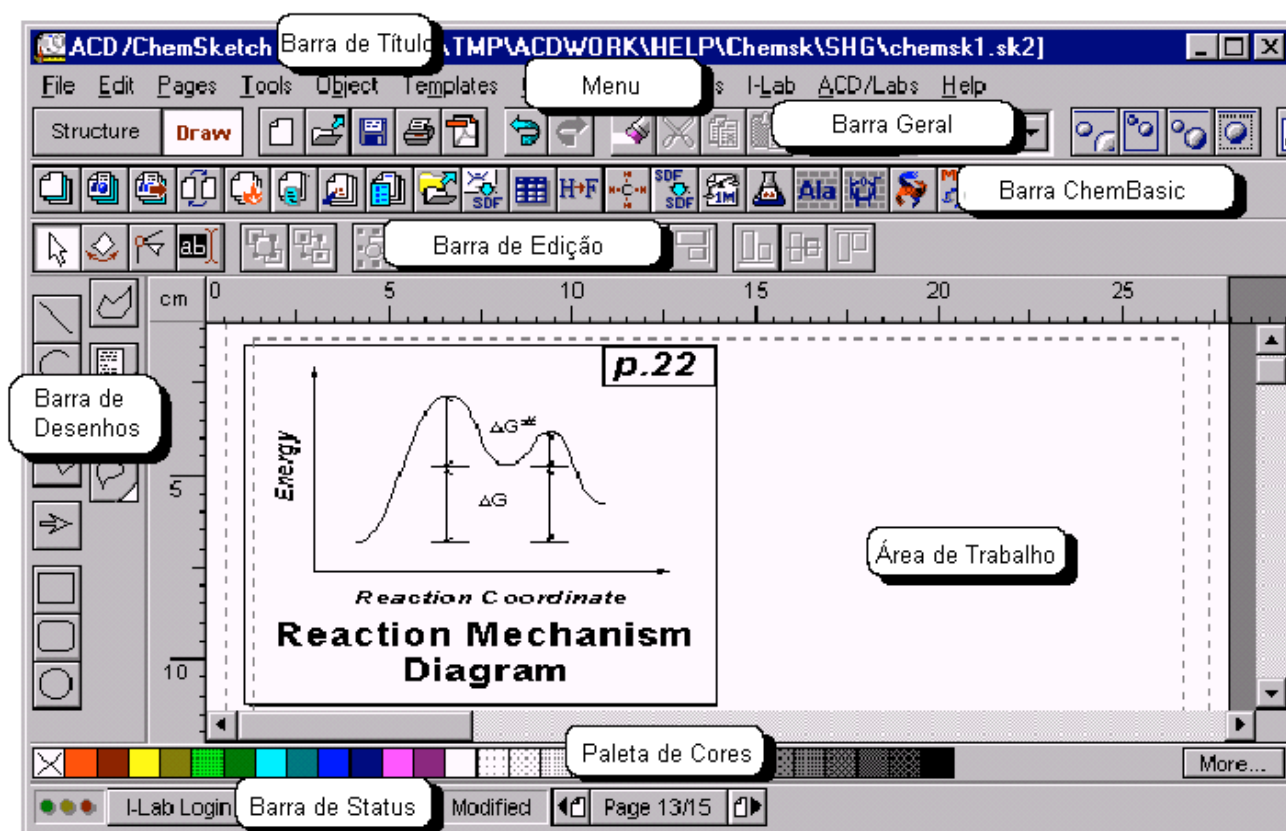 ACD/ChemSketch Barra de Título \TMP\ACDWORK\HELP\Chemsk\SHG\chemsk1.sk2]
File Edit Pages Tools Object Templates Menu s I-Lab ACD/Labs Help
Structure Draw Barra Geral
SDF H→F SDF SDF 1M Ala Barra ChemBasic
ab Barra de Edição
cm 0 5 10 15 20 25
p.22
Barra de
Desenhos
Energy
ΔG#
ΔG
5
Área de Trabalho
Reaction Coordinate
Reaction Mechanism
Diagram
10
Paleta de Cores
More...
I-Lab Login Barra de Status Modified Page 13/15